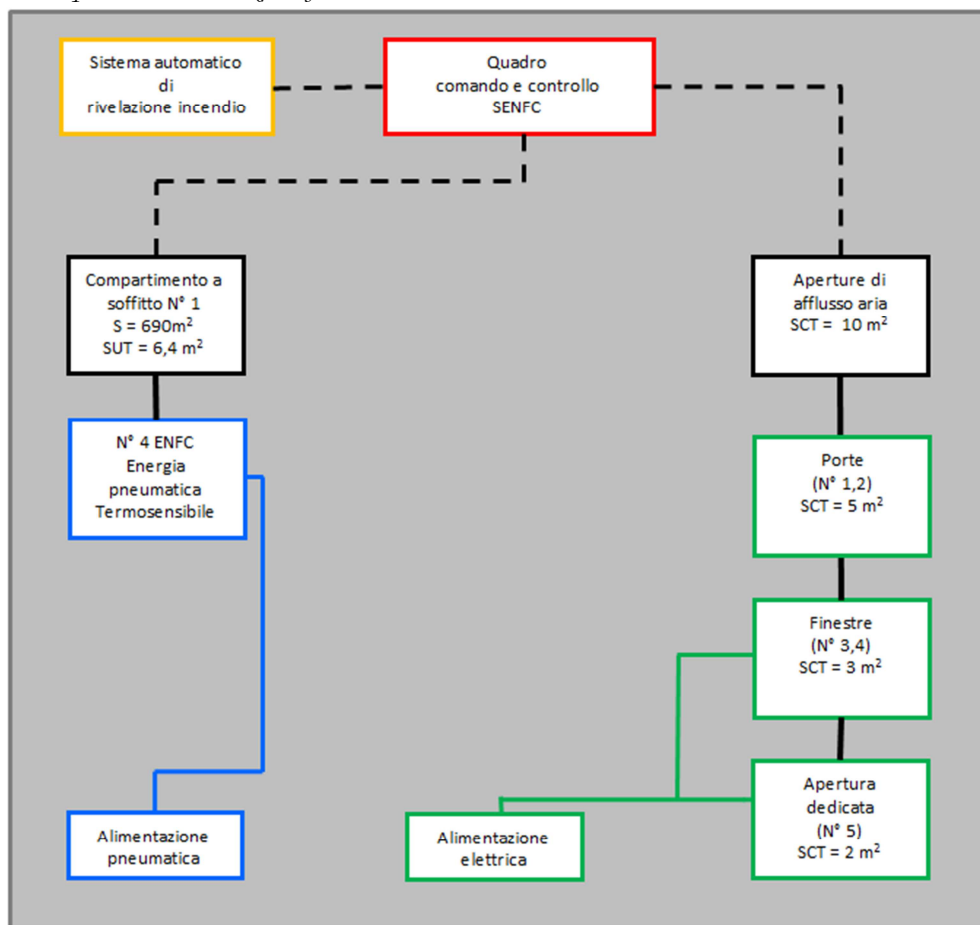 Sistema automatico
di
rivelazione incendio
Quadro
comando e controllo
SENFC
Compartimento a
soffitto N° 1
S = 690m²
SUT = 6,4 m²
Aperture di
afflusso aria
SCT = 10 m²
N° 4 ENFC
Energia
pneumatica
Termosensibile
Porte
(N° 1,2)
SCT = 5 m²
Finestre
(N° 3,4)
SCT = 3 m²
Apertura
dedicata
(N° 5)
SCT = 2 m²
Alimentazione
pneumatica
Alimentazione
elettrica